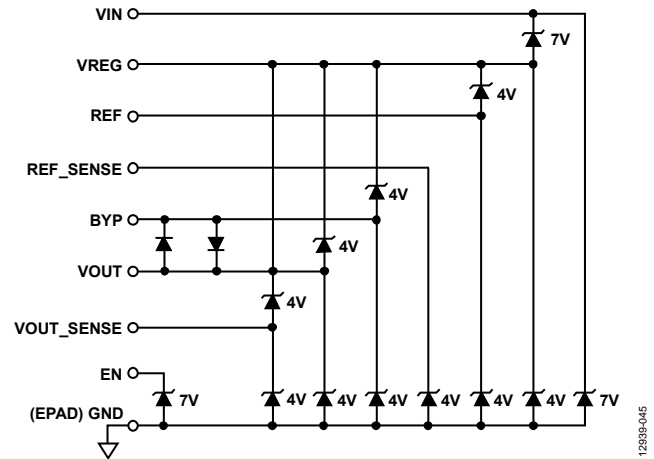 VIN
7V
VREG
4V
REF
REF_SENSE
4V
BYP
4V
VOUT
4V
VOUT_SENSE
EN
7V 4V 4V 4V 4V 4V 4V 7V
(EPAD) GND
12939-045